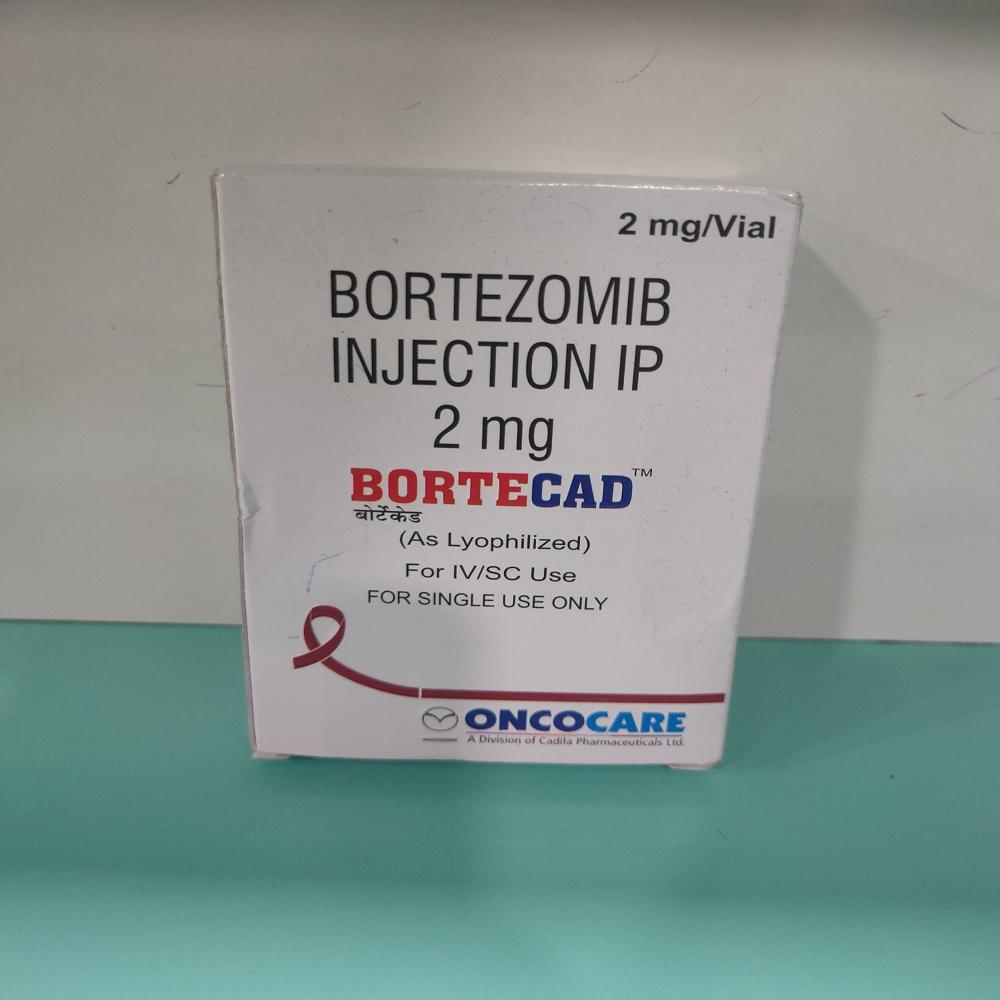 2 mg/Vial
BORTEZOMIB
INJECTION IP
2 mg
BORTECAD™
बोर्टेकेड
(As Lyophilized)
For IV/SC Use
FOR SINGLE USE ONLY
ONCOCARE
A Division of Cadila Pharmaceuticals Ltd.